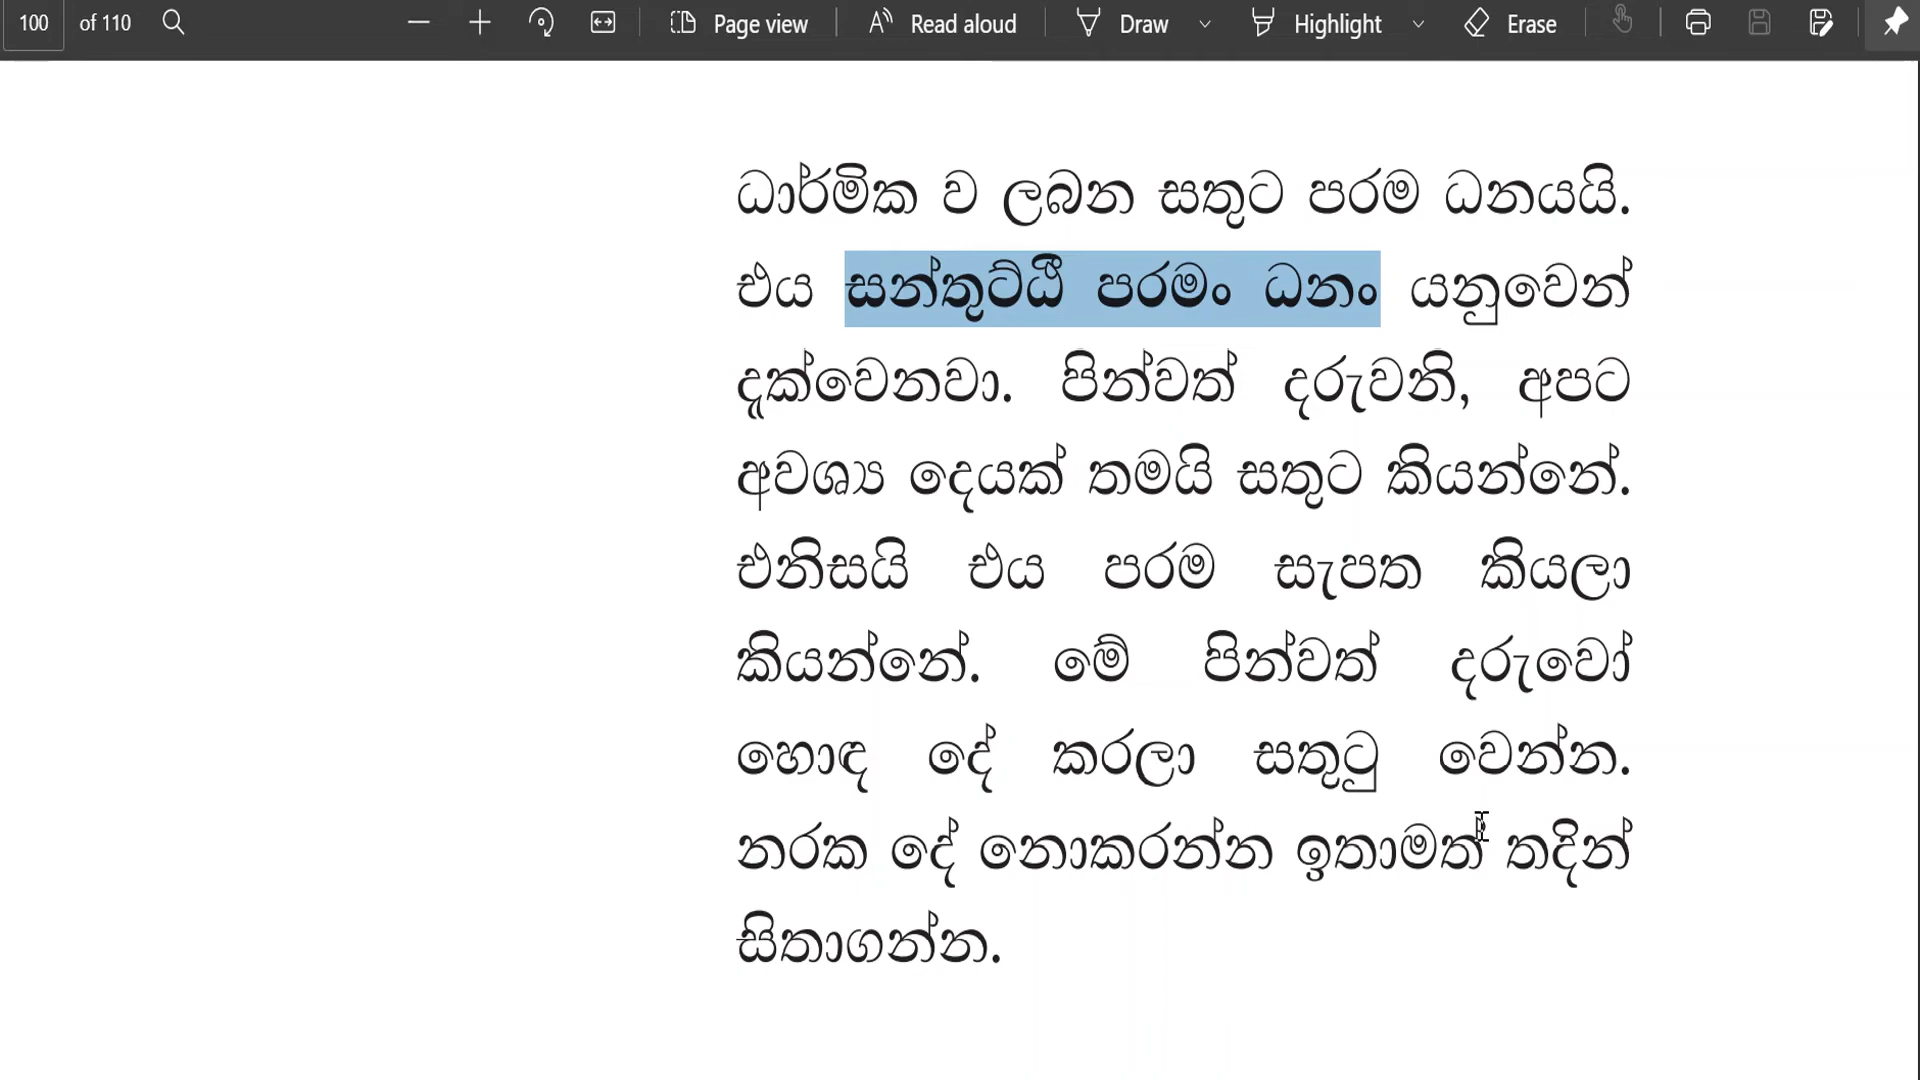 100 of 110 Page view Read aloud Draw Highlight Erase
ධාර්මික ව ලබන සතුට පරම ධනයයි.
එය සන්තුට්ඨී පරමං ධනං යනුවෙන්
දැක්වෙනවා. පින්වත් දරුවනි, අපට
අවශ්‍ය දෙයක් තමයි සතුට කියන්නේ.
එනිසයි එය පරම සැපත කියලා
කියන්නේ. මේ පින්වත් දරුවෝ
හොඳ දේ කරලා සතුටු වෙන්න.
නරක දේ නොකරන්න ඉතාමත් තදින්
සිතාගන්න.